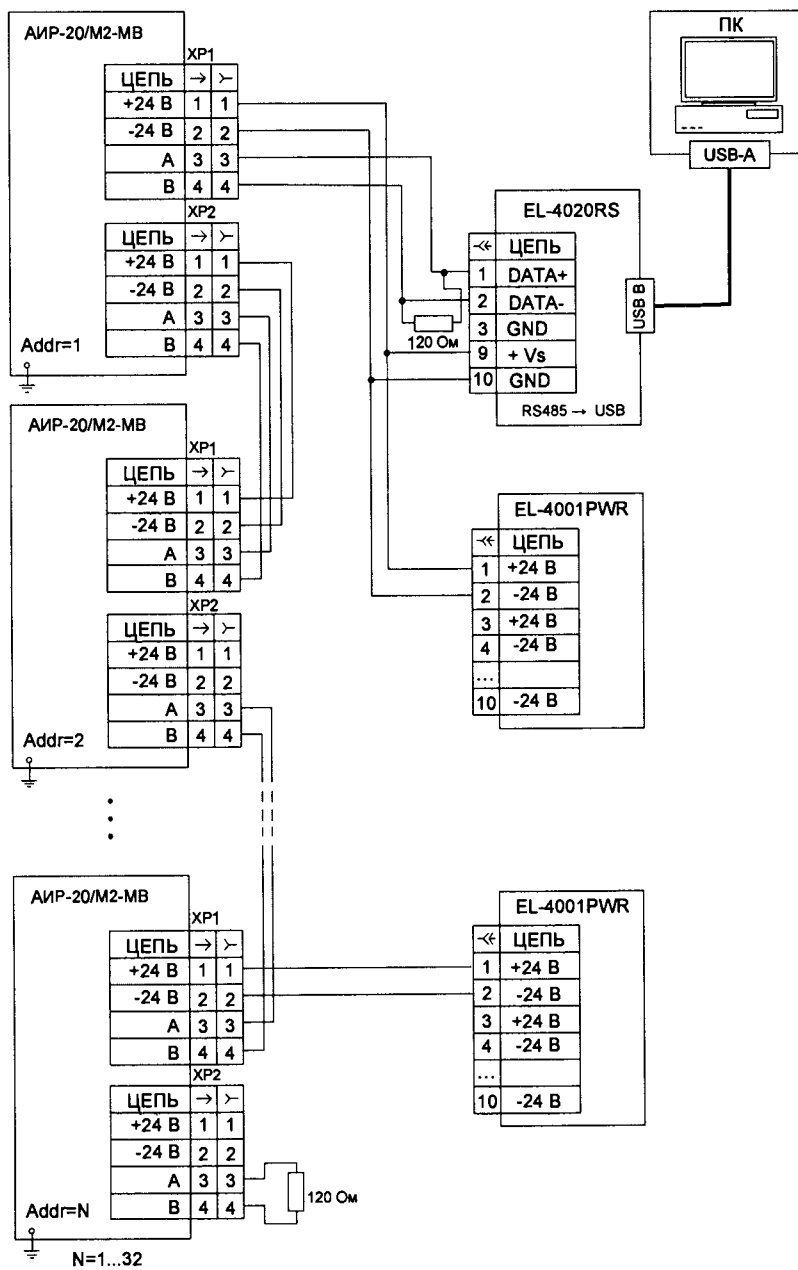 АИР-20/М2-МВ
XP1
ЦЕПЬ
+24 В 1 1
-24 В 2 2
А 3 3
В 4 4
XP2
ЦЕПЬ
+24 В 1 1
-24 В 2 2
А 3 3
В 4 4
Addr=1
ПК
USB-A
EL-4020RS
ЦЕПЬ
1 DATA+
2 DATA-
3 GND
9 + Vs
10 GND
RS485 → USB
USB B
120 Ом
АИР-20/М2-МВ
XP1
ЦЕПЬ
+24 В 1 1
-24 В 2 2
А 3 3
В 4 4
XP2
ЦЕПЬ
+24 В 1 1
-24 В 2 2
А 3 3
В 4 4
Addr=2
EL-4001PWR
ЦЕПЬ
1 +24 В
2 -24 В
3 +24 В
4 -24 В
...
10 -24 В
АИР-20/М2-МВ
XP1
ЦЕПЬ
+24 В 1 1
-24 В 2 2
А 3 3
В 4 4
XP2
ЦЕПЬ
+24 В 1 1
-24 В 2 2
А 3 3
В 4 4
120 Ом
Addr=N
N=1...32
EL-4001PWR
ЦЕПЬ
1 +24 В
2 -24 В
3 +24 В
4 -24 В
...
10 -24 В